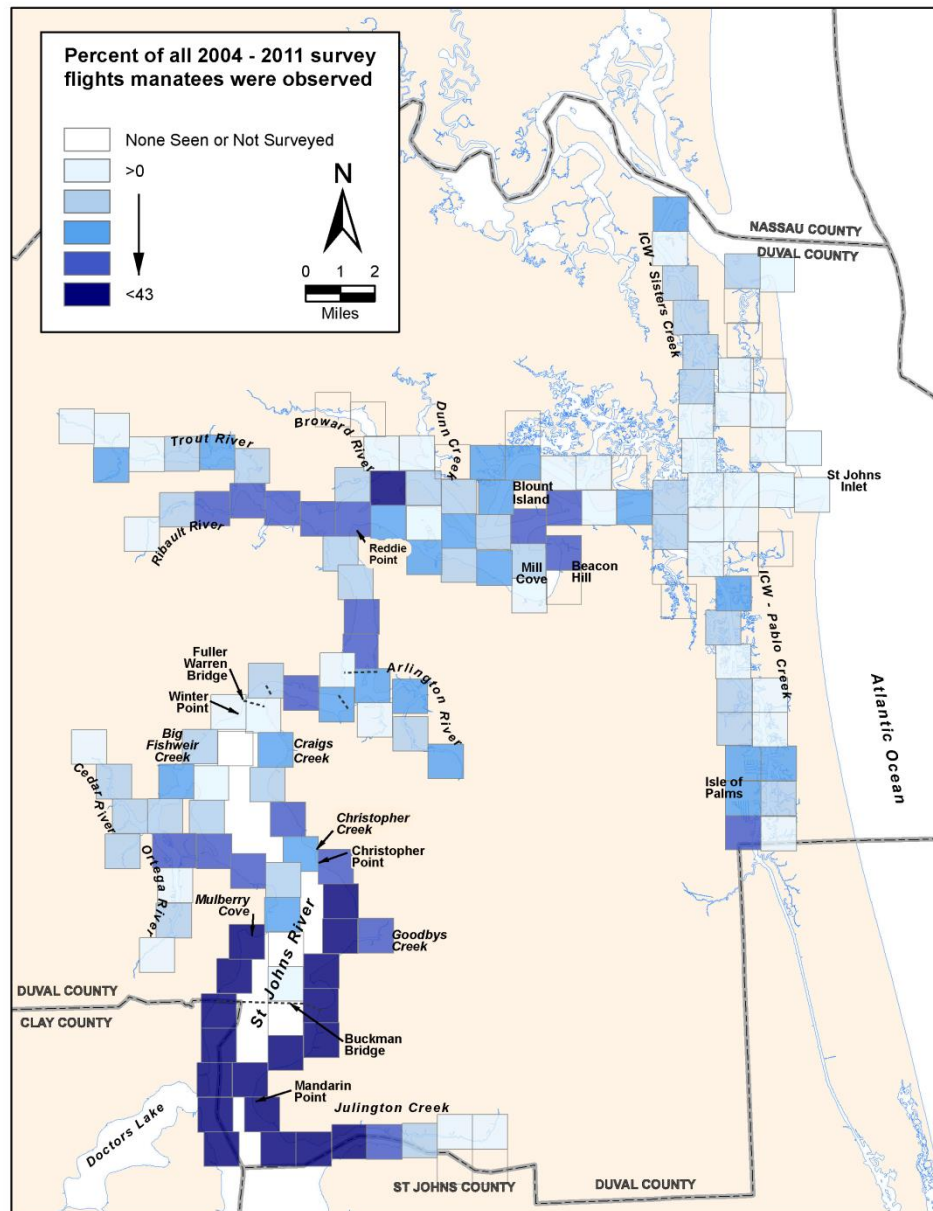 Percent of all 2004 - 2011 survey
flights manatees were observed
None Seen or Not Surveyed
>0
<43
N
0 1 2
Miles
NASSAU COUNTY
DUVAL COUNTY
ICW - Sisters Creek
Trout River
Broward River
Dunn Creek
Blount
Island
St Johns
Inlet
Ribault River
Reddie
Point
Mill
Cove
Beacon
Hill
ICW - Pablo Creek
Fuller
Warren
Bridge
Arlington River
Winter
Point
Atlantic Ocean
Big
Fishweir
Creek
Craigs
Creek
Cedar River
Isle of
Palms
Christopher
Creek
Christopher
Point
Ortega River
Mulberry
Cove
St Johns River
Goodbys
Creek
DUVAL COUNTY
CLAY COUNTY
Buckman
Bridge
Mandarin
Point
Julington Creek
Doctors Lake
ST JOHNS COUNTY
DUVAL COUNTY